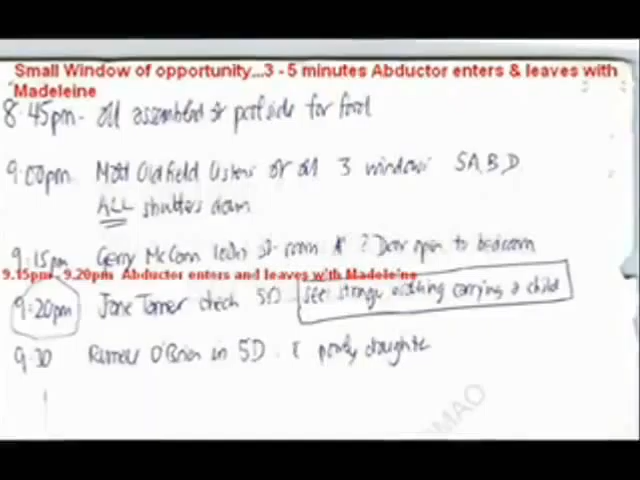 Small Window of opportunity...3 - 5 minutes Abductor enters & leaves with
Madeleine
8.45pm - all assembled at poolside for food
9.00pm Matt Oldfield listens at all 3 windows 5A,B,D
ALL shutters down
9:15pm Gerry McCann looks at room A ? Door open to bedroom
9.15pm - 9.20pm Abductor enters and leaves with Madeleine
9:20pm Jane Tanner check 5D see strange walking carrying a child
9.30 Russell O'Brien in 5D poorly daughter